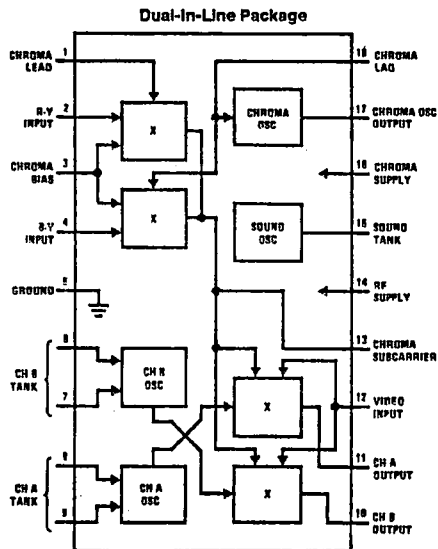 Dual-In-Line Package
CHROMA LEAD
1
R-Y INPUT
2
CHROMA BIAS
3
B-Y INPUT
4
GROUND
5
CH B TANK
6
7
CH A TANK
8
9
X
X
CHROMA OSC
SOUND OSC
CH B OSC
CH A OSC
X
X
18
CHROMA LAG
17
CHROMA OSC OUTPUT
16
CHROMA SUPPLY
15
SOUND TANK
14
RF SUPPLY
13
CHROMA SUBCARRIER
12
VIDEO INPUT
11
CH A OUTPUT
10
CH B OUTPUT